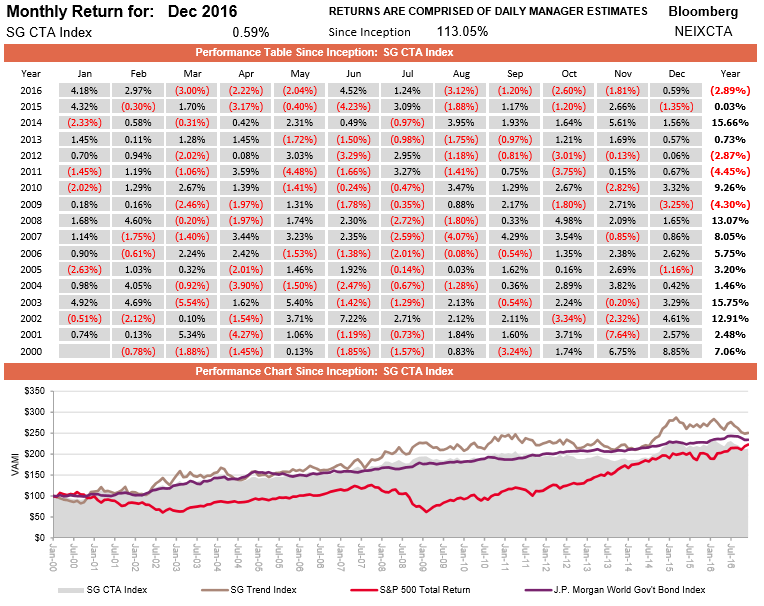 Monthly Return for: Dec 2016 RETURNS ARE COMPRISED OF DAILY MANAGER ESTIMATES Bloomberg
SG CTA Index 0.59% Since Inception 113.05% NEIXCTA
Performance Table Since Inception: SG CTA Index
Year Jan Feb Mar Apr May Jun Jul Aug Sep Oct Nov Dec Year
2016 4.18% 2.97% (3.00%) (2.22%) (2.04%) 4.52% 1.24% (3.12%) (1.20%) (2.60%) (1.81%) 0.59% (2.89%)
2015 4.32% (0.30%) 1.70% (3.17%) (0.40%) (4.23%) 3.09% (1.88%) 1.17% (1.20%) 2.66% (1.35%) 0.03%
2014 (2.33%) 0.58% (0.31%) 0.42% 2.31% 0.49% (0.97%) 3.95% 1.93% 1.64% 5.61% 1.56% 15.66%
2013 1.45% 0.11% 1.28% 1.45% (1.72%) (1.50%) (0.98%) (1.75%) (0.97%) 1.21% 1.69% 0.57% 0.73%
2012 0.70% 0.94% (2.02%) 0.08% 3.03% (3.29%) 2.95% (1.18%) (0.81%) (3.01%) (0.13%) 0.06% (2.87%)
2011 (1.45%) 1.19% (1.06%) 3.59% (4.48%) (1.66%) 3.27% (1.41%) 0.75% (3.75%) 0.15% 0.67% (4.45%)
2010 (2.02%) 1.29% 2.67% 1.39% (1.41%) (0.24%) (0.47%) 3.47% 1.29% 2.67% (2.82%) 3.32% 9.26%
2009 0.18% 0.16% (2.46%) (1.97%) 1.31% (1.78%) (0.35%) 0.88% 2.17% (1.80%) 2.71% (3.25%) (4.30%)
2008 1.68% 4.60% (0.20%) (1.97%) 1.74% 2.30% (2.72%) (1.80%) 0.33% 4.98% 2.09% 1.65% 13.07%
2007 1.14% (1.75%) (1.40%) 3.44% 3.23% 2.35% (2.59%) (4.07%) 4.29% 3.54% (0.85%) 0.86% 8.05%
2006 0.90% (0.61%) 2.24% 2.42% (1.53%) (1.38%) (2.01%) (0.08%) (0.54%) 1.35% 2.38% 2.62% 5.75%
2005 (2.63%) 1.03% 0.32% (2.01%) 1.46% 1.92% (0.14%) 0.03% 1.62% 0.16% 2.69% (1.16%) 3.20%
2004 0.98% 4.05% (0.92%) (3.90%) (1.50%) (2.47%) (0.67%) (1.28%) 0.36% 2.89% 3.82% 0.42% 1.46%
2003 4.92% 4.69% (5.54%) 1.62% 5.40% (1.42%) (1.29%) 2.13% (0.54%) 2.24% (0.20%) 3.29% 15.75%
2002 (0.51%) (2.12%) 0.10% (1.54%) 3.71% 7.22% 2.71% 2.12% 2.11% (3.34%) (2.32%) 4.61% 12.91%
2001 0.74% 0.13% 5.34% (4.27%) 1.06% (1.19%) (0.73%) 1.84% 1.60% 3.71% (7.64%) 2.57% 2.48%
2000 (0.78%) (1.88%) (1.45%) 0.13% (1.85%) (1.57%) 0.83% (3.24%) 1.74% 6.75% 8.85% 7.06%
Performance Chart Since Inception: SG CTA Index
$350
$300
$250
$200
$150
$100
$50
$0
VAMI
Jan-00 Jul-00 Jan-01 Jul-01 Jan-02 Jul-02 Jan-03 Jul-03 Jan-04 Jul-04 Jan-05 Jul-05 Jan-06 Jul-06 Jan-07 Jul-07 Jan-08 Jul-08 Jan-09 Jul-09 Jan-10 Jul-10 Jan-11 Jul-11 Jan-12 Jul-12 Jan-13 Jul-13 Jan-14 Jul-14 Jan-15 Jul-15 Jan-16 Jul-16
SG CTA Index SG Trend Index S&P 500 Total Return J.P. Morgan World Gov't Bond Index